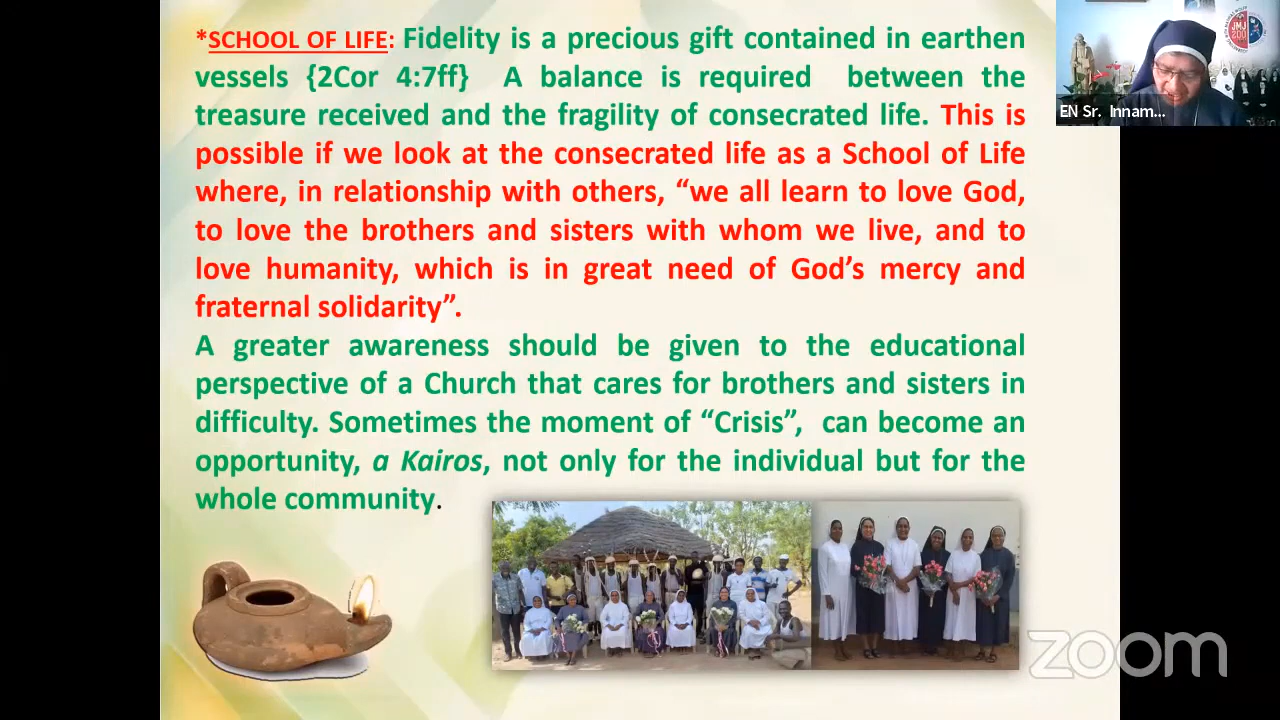 *SCHOOL OF LIFE: Fidelity is a precious gift contained in earthen
vessels {2Cor 4:7ff} A balance is required between the
treasure received and the fragility of consecrated life. This is
possible if we look at the consecrated life as a School of Life
where, in relationship with others, “we all learn to love God,
to love the brothers and sisters with whom we live, and to
love humanity, which is in great need of God’s mercy and
fraternal solidarity”.
A greater awareness should be given to the educational
perspective of a Church that cares for brothers and sisters in
difficulty. Sometimes the moment of “Crisis”, can become an
opportunity, a Kairos, not only for the individual but for the
whole community.
EN Sr. Innam...
zoom